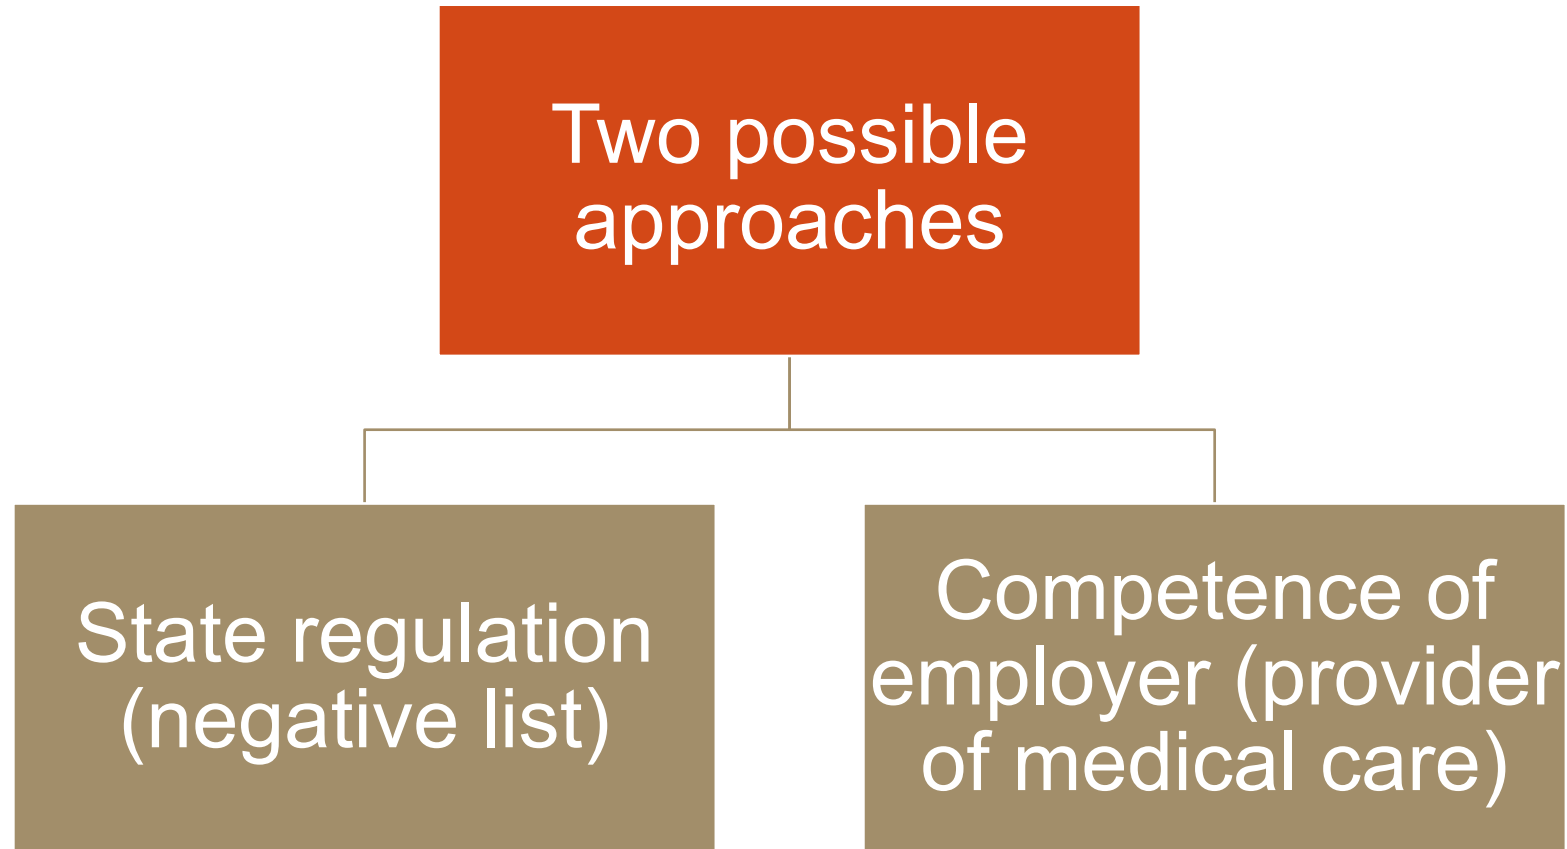 Two possible
approaches
State regulation
(negative list)
Competence of
employer (provider
of medical care)